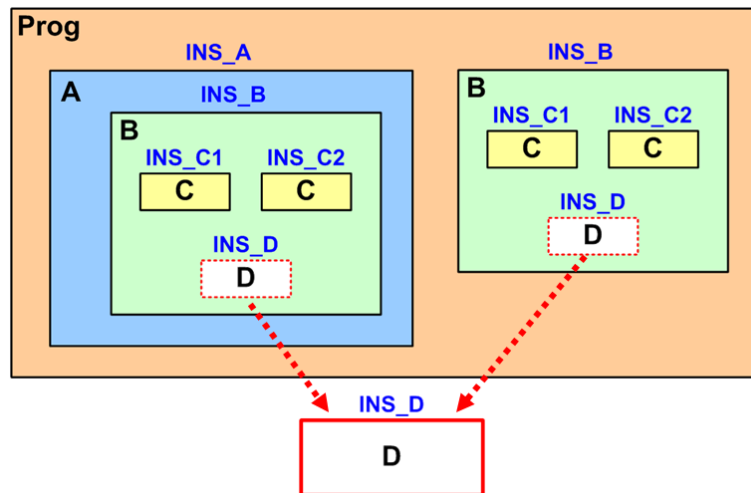 Prog
INS_A
INS_B
A
INS_B
B
INS_C1 INS_C2
C C
INS_D
D
B
INS_C1 INS_C2
C C
INS_D
D
INS_D
D